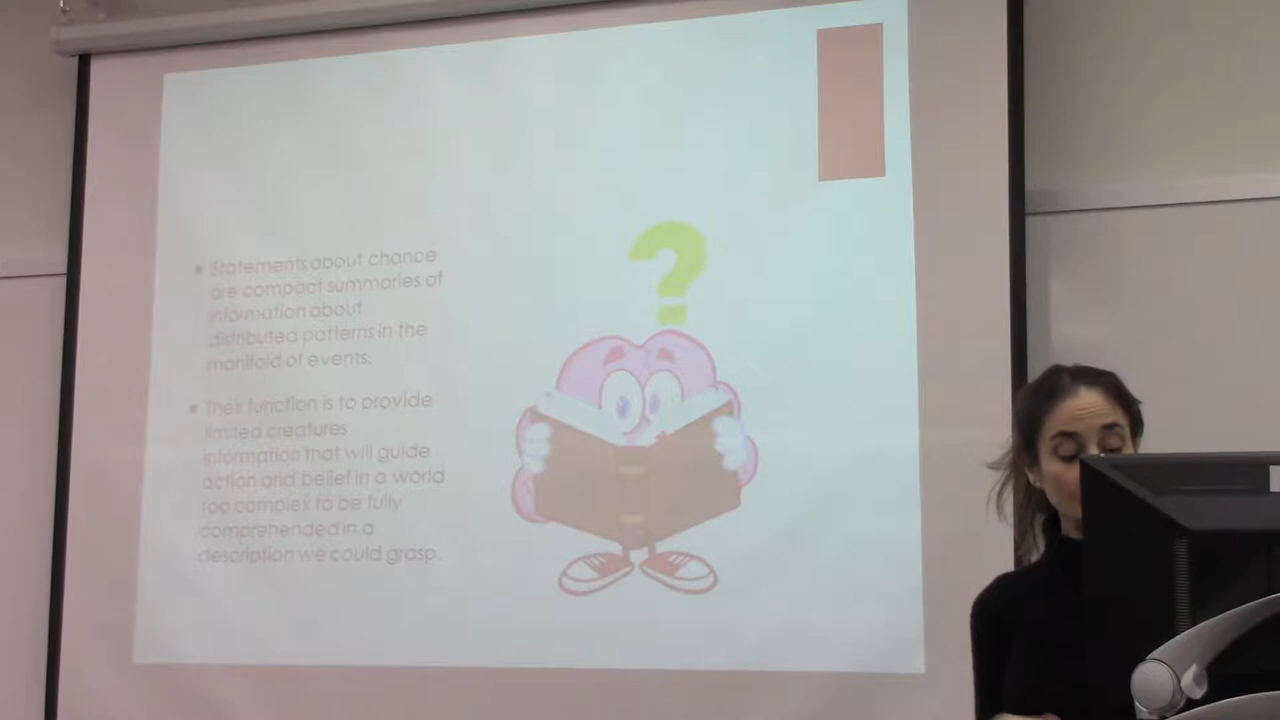 Statements about chance
are compact summaries of
information about
distributed patterns in the
manifold of events.
Their function is to provide
limited creatures
information that will guide
action and belief in a world
too complex to be fully
comprehended in a
description we could grasp.
?